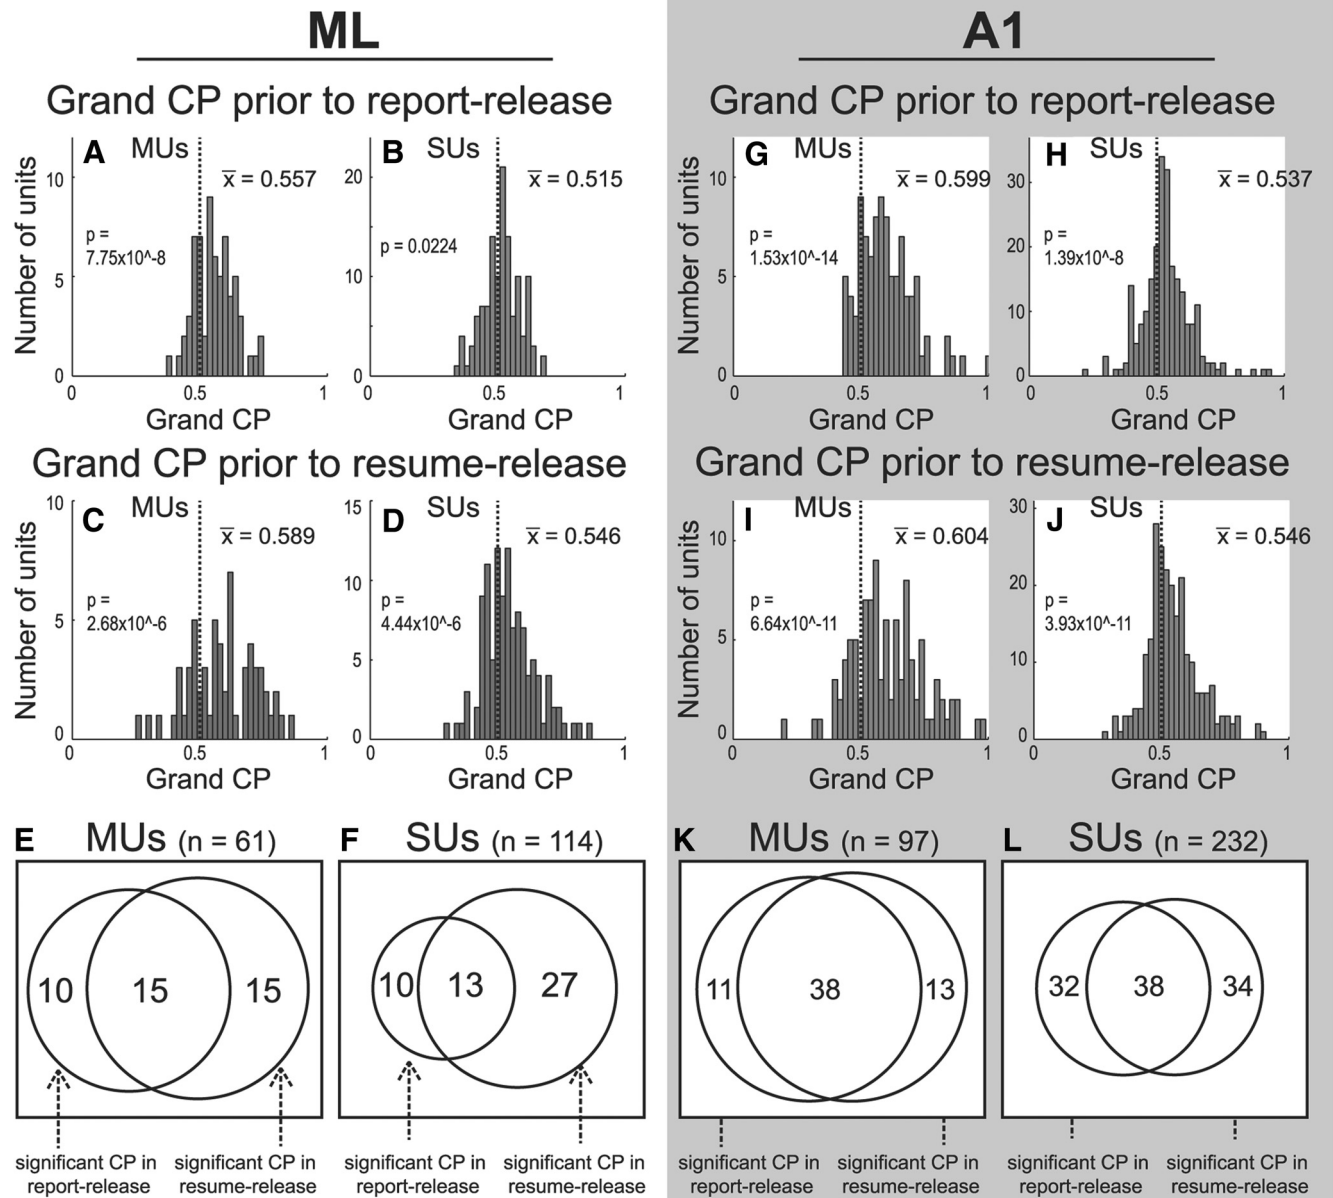 ML
A1
Grand CP prior to report-release
Grand CP prior to report-release
A
MUs
x̅ = 0.557
p =
7.75x10^-8
Number of units
10
5
0
0
0.5
1
Grand CP
B
SUs
x̅ = 0.515
p = 0.0224
20
10
0
0
0.5
1
Grand CP
G
MUs
x̅ = 0.599
p =
1.53x10^-14
Number of units
10
5
0
0
0.5
1
Grand CP
H
SUs
x̅ = 0.537
p =
1.39x10^-8
30
20
10
0
0
0.5
1
Grand CP
Grand CP prior to resume-release
Grand CP prior to resume-release
C
MUs
x̅ = 0.589
p =
2.68x10^-6
Number of units
10
5
0
0
0.5
1
Grand CP
D
SUs
x̅ = 0.546
p =
4.44x10^-6
15
10
5
0
0
0.5
1
Grand CP
I
MUs
x̅ = 0.604
p =
6.64x10^-11
Number of units
10
5
0
0
0.5
1
Grand CP
J
SUs
x̅ = 0.546
p =
3.93x10^-11
30
20
10
0
0
0.5
1
Grand CP
E MUs (n = 61)
10 15 15
significant CP in
report-release
significant CP in
resume-release
F SUs (n = 114)
10 13 27
significant CP in
report-release
significant CP in
resume-release
K MUs (n = 97)
11 38 13
significant CP in
report-release
significant CP in
resume-release
L SUs (n = 232)
32 38 34
significant CP in
report-release
significant CP in
resume-release